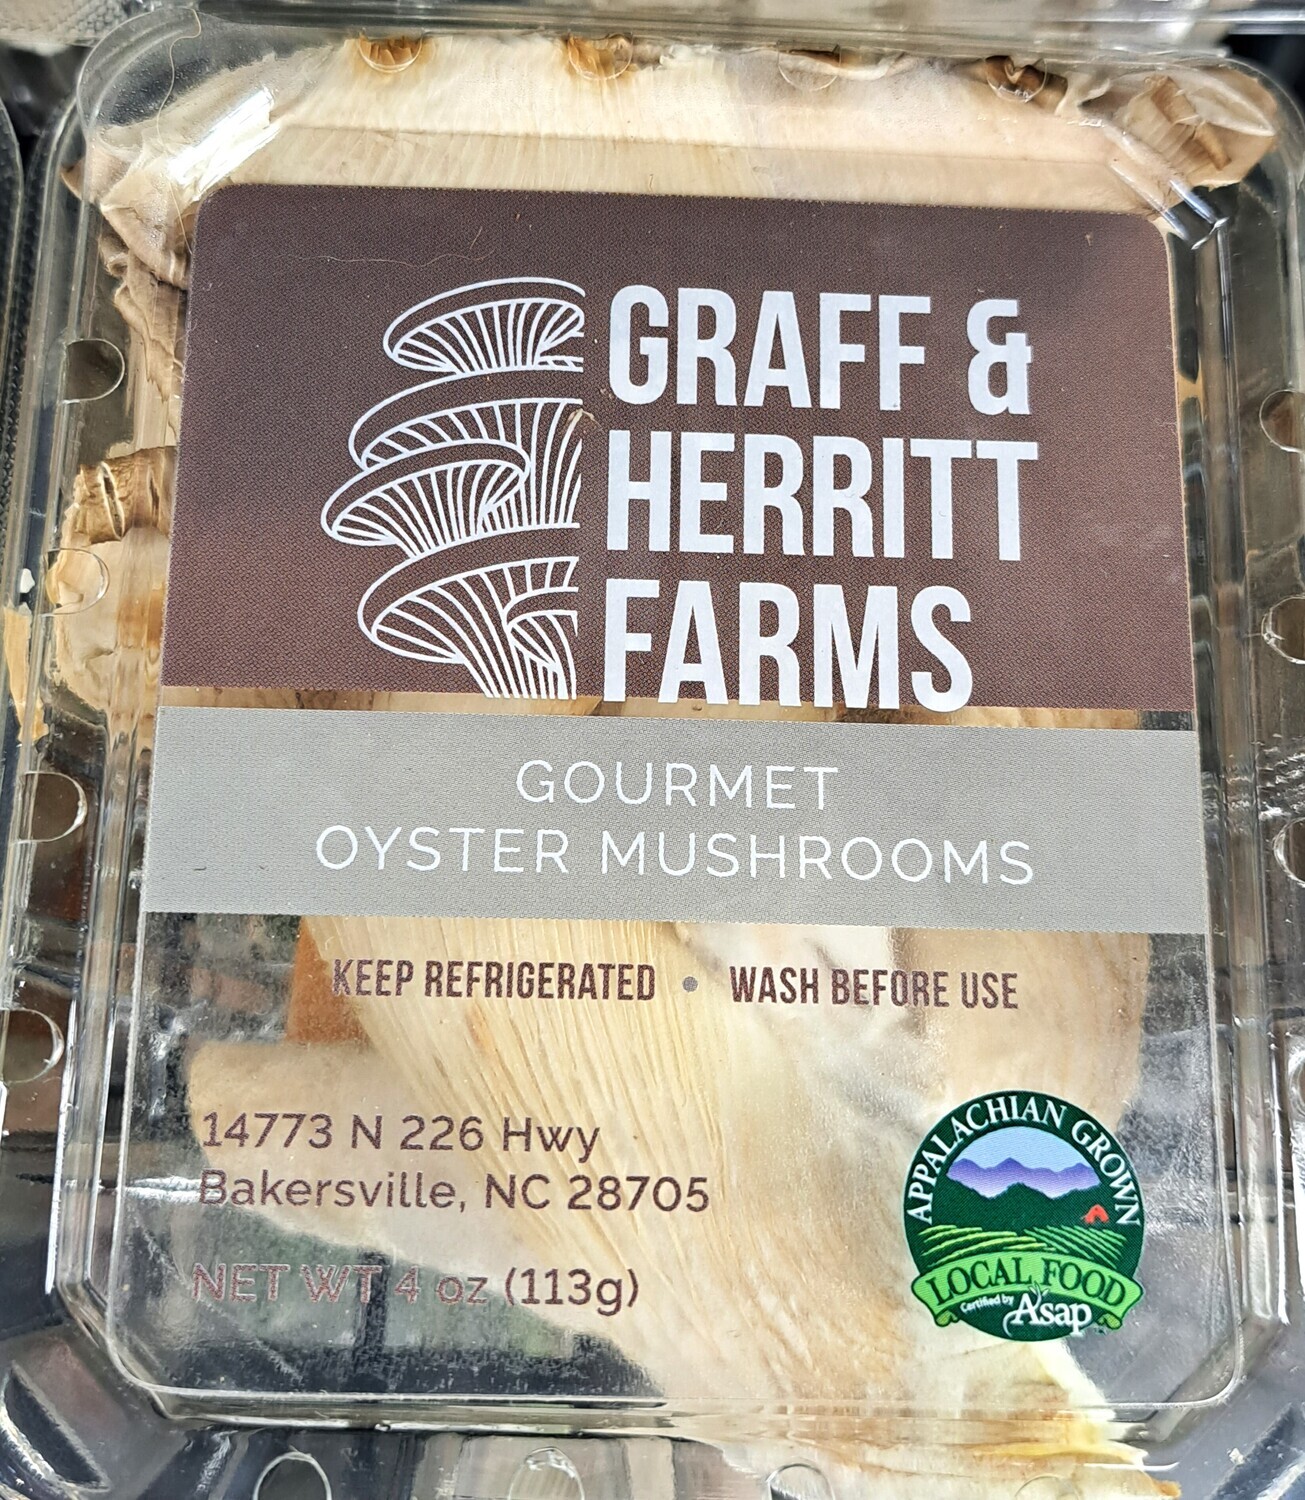 GRAFF &
HERRITT
FARMS
GOURMET
OYSTER MUSHROOMS
KEEP REFRIGERATED • WASH BEFORE USE
14773 N 226 Hwy
Bakersville, NC 28705
NET WT 4 oz (113g)
APPALACHIAN GROWN
LOCAL FOOD
Certified by Asap